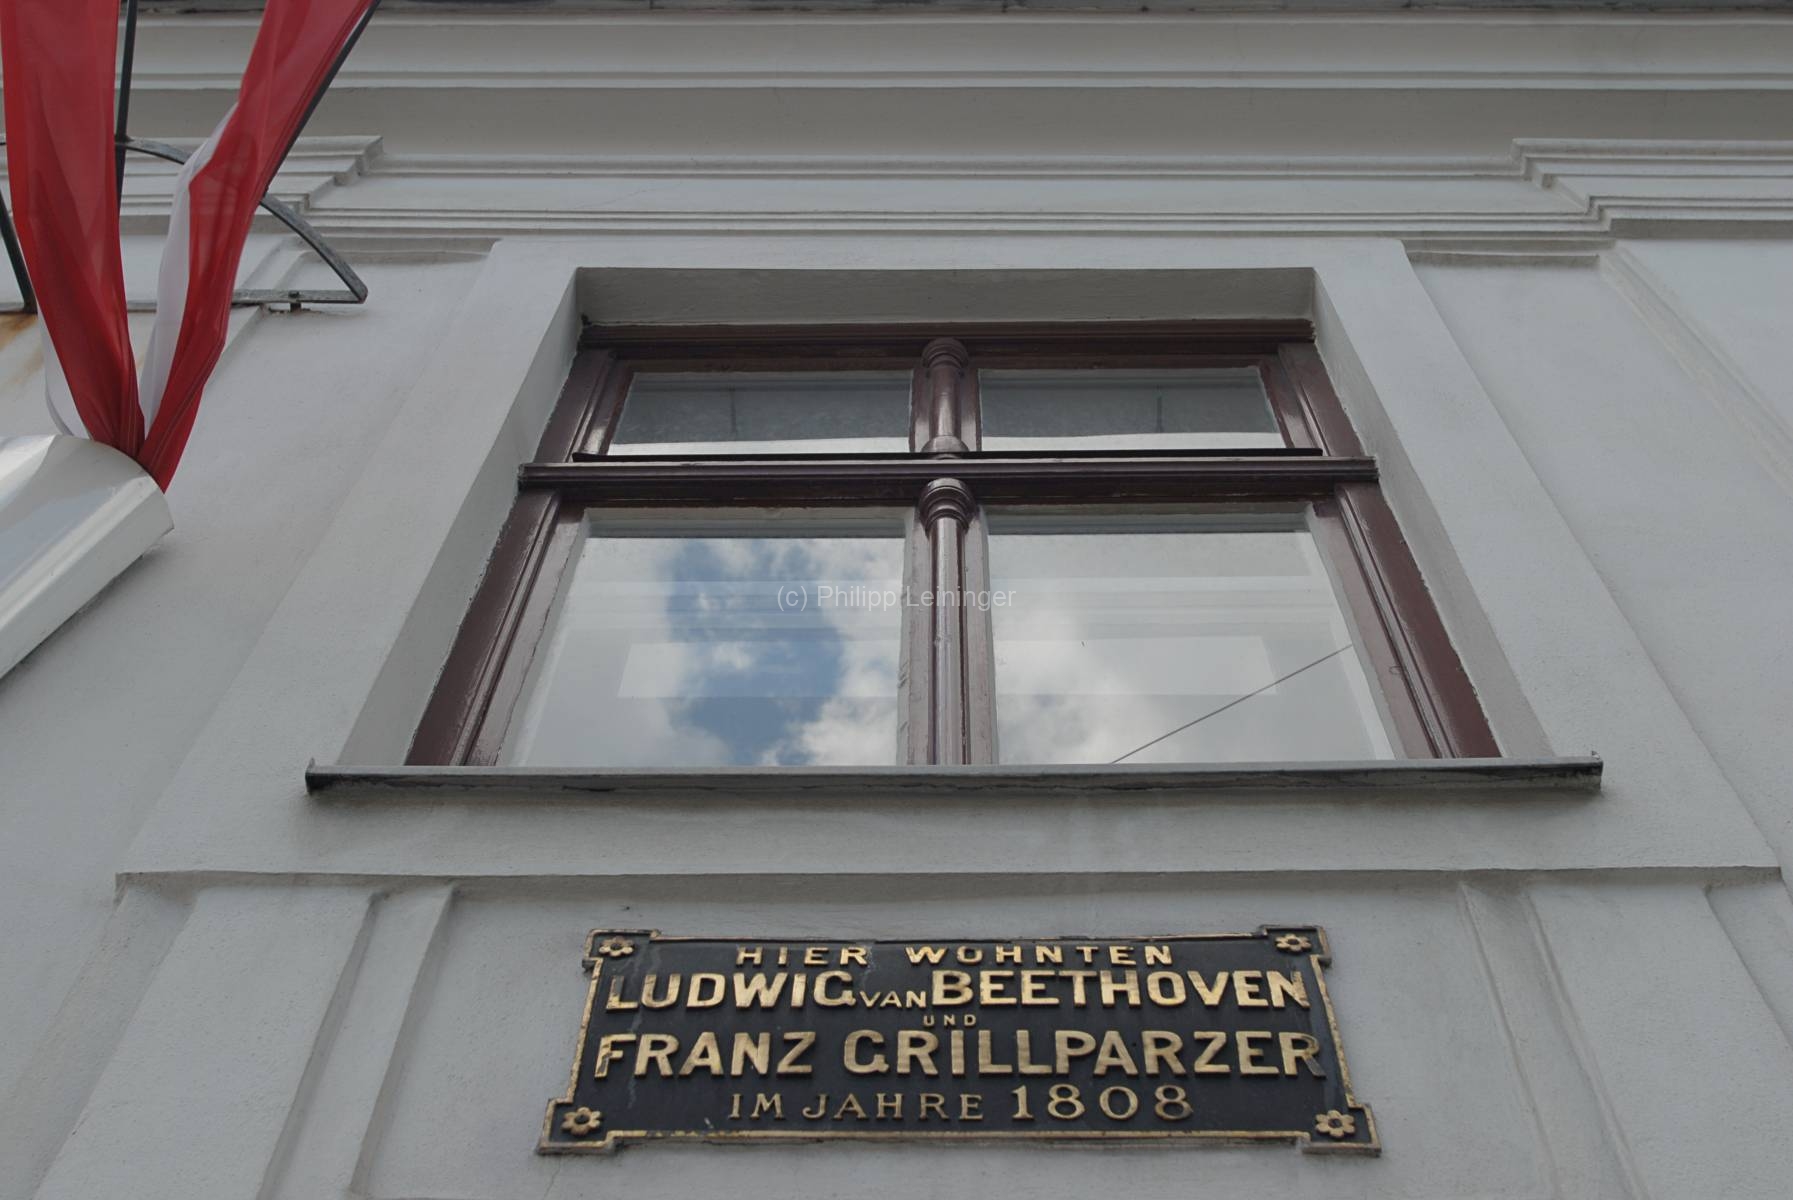 (c) Philipp Leininger
HIER WOHNTEN
LUDWIG VAN BEETHOVEN
UND
FRANZ GRILLPARZER
IM JAHRE 1808